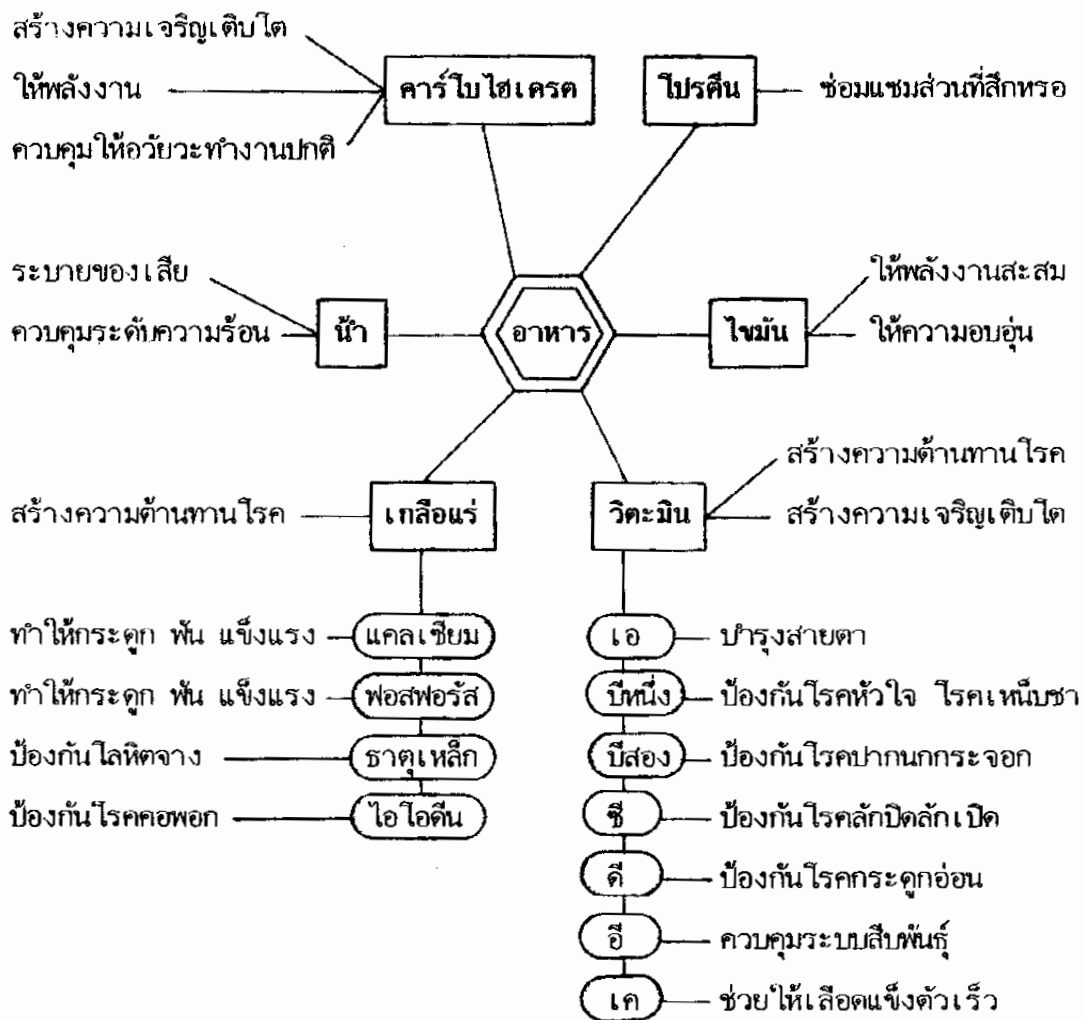 สร้างความเจริญเติบโต
ให้พลังงาน
คาร์โบไฮเดรต
โปรตีน
ซ่อมแซมส่วนที่สึกหรอ
ควบคุมให้อวัยวะทำงานปกติ
ระบายของเสีย
ให้พลังงานสะสม
ควบคุมระดับความร้อน
น้ำ
อาหาร
ไขมัน
ให้ความอบอุ่น
สร้างความต้านทานโรค
สร้างความต้านทานโรค
เกลือแร่
วิตะมิน
สร้างความเจริญเติบโต
ทำให้กระดูก ฟัน แข็งแรง
แคลเซียม
เอ
บำรุงสายตา
ทำให้กระดูก ฟัน แข็งแรง
ฟอสฟอรัส
บีหนึ่ง
ป้องกันโรคหัวใจ โรคเหน็บชา
ป้องกันโลหิตจาง
ธาตุเหล็ก
บีสอง
ป้องกันโรคปากนกกระจอก
ป้องกันโรคคอพอก
ไอโอดีน
ซี
ป้องกันโรคลักปิดลักเปิด
ดี
ป้องกันโรคกระดูกอ่อน
อี
ควบคุมระบบสืบพันธุ์
เค
ช่วยให้เลือดแข็งตัวเร็ว